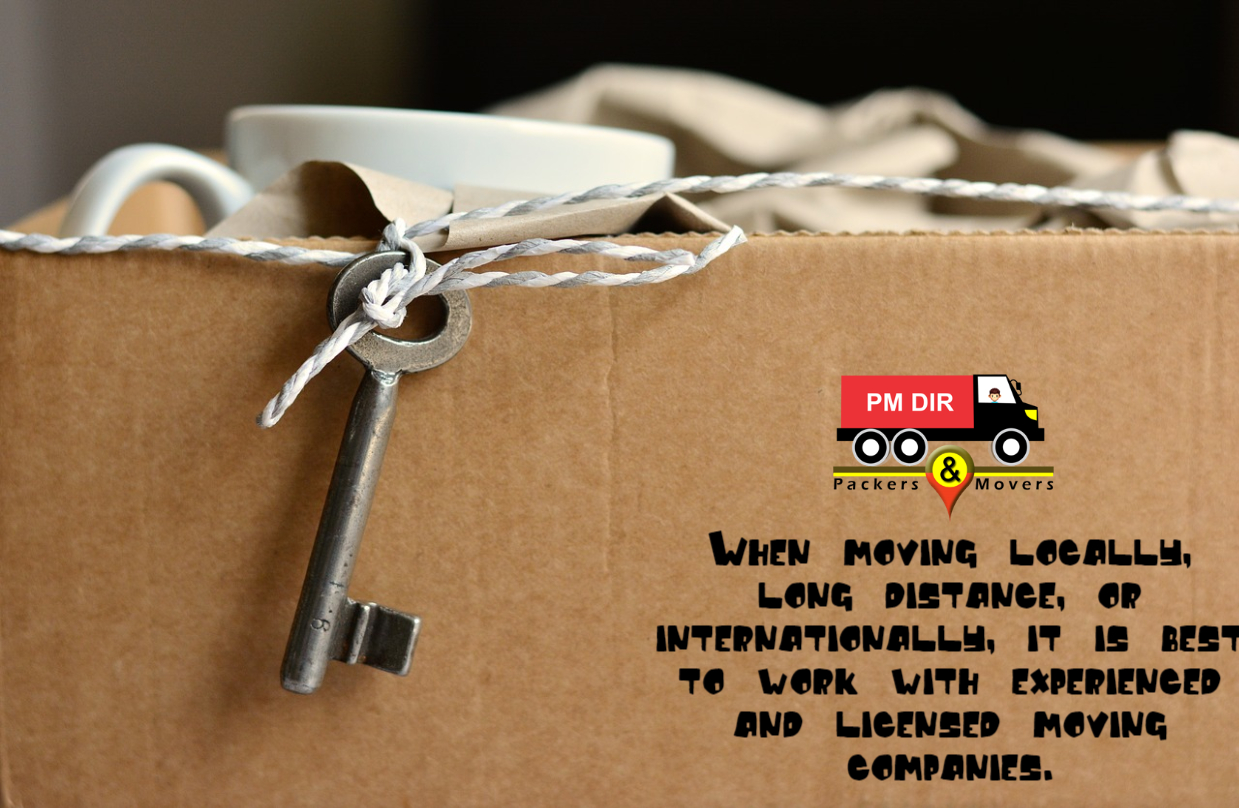 PM DIR
&
Packers Movers
When moving locally,
long distance, or
internationally, it is best
to work with experienced
and licensed moving
companies.
6